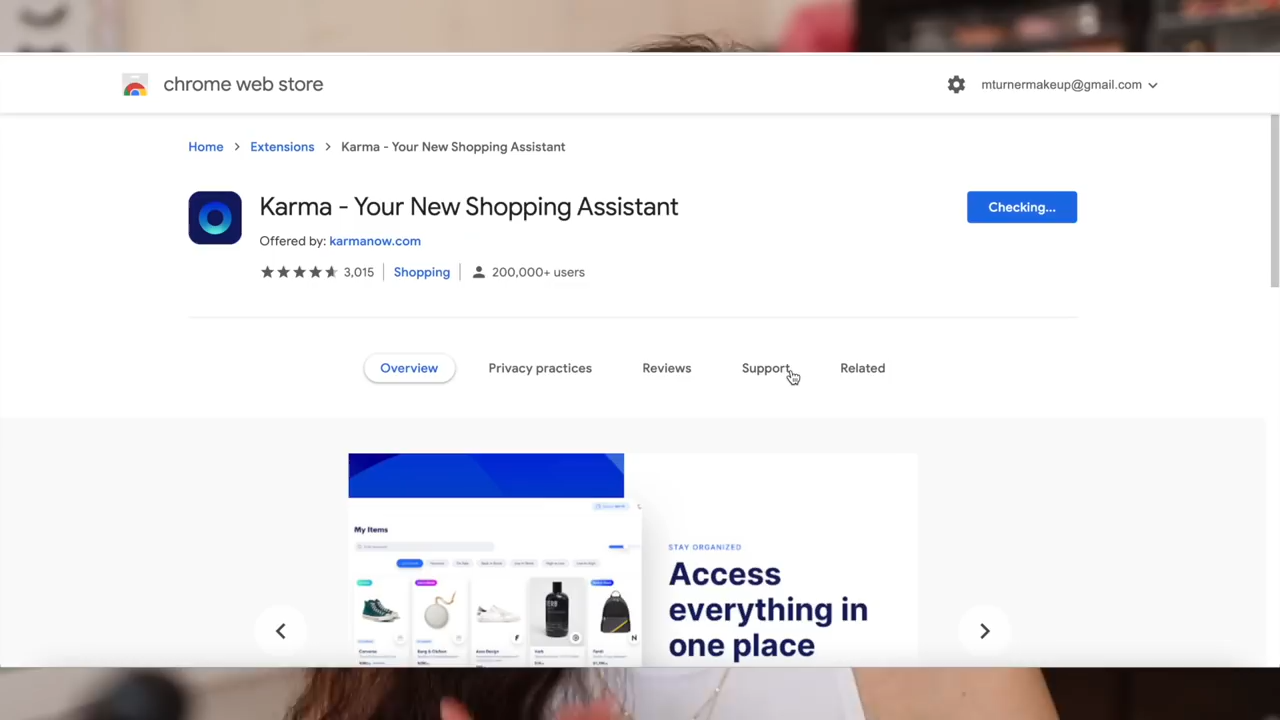 chrome web store
mturnermakeup@gmail.com
Home > Extensions > Karma - Your New Shopping Assistant
Karma - Your New Shopping Assistant
Checking...
Offered by: karmanow.com
3,015 Shopping 200,000+ users
Overview Privacy practices Reviews Support Related
My Items
STAY ORGANIZED
Access
everything in
one place